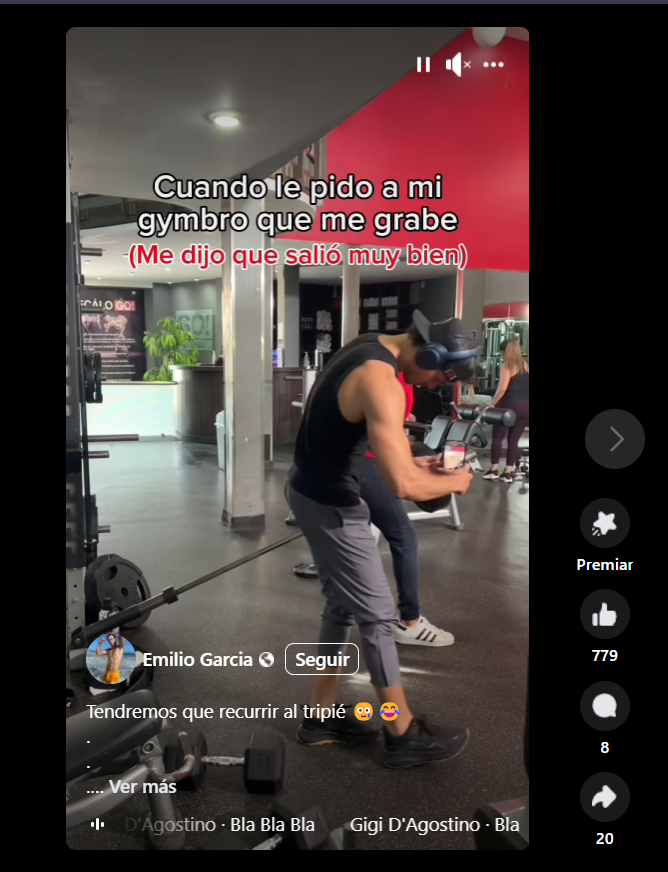 Cuando le pido a mi
gymbro que me grabe
(Me dijo que salió muy bien)
GO!
Emilio Garcia
Seguir
Tendremos que recurrir al tripié 😳 😂
.
.
.... Ver más
D'Agostino · Bla Bla Bla
Gigi D'Agostino · Bla
Premiar
779
8
20